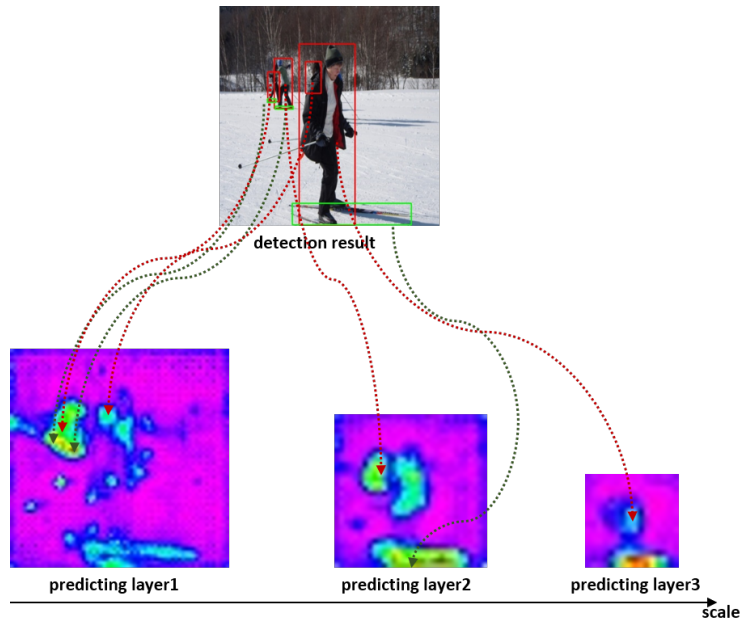 detection result
predicting layer1
predicting layer2
predicting layer3
scale